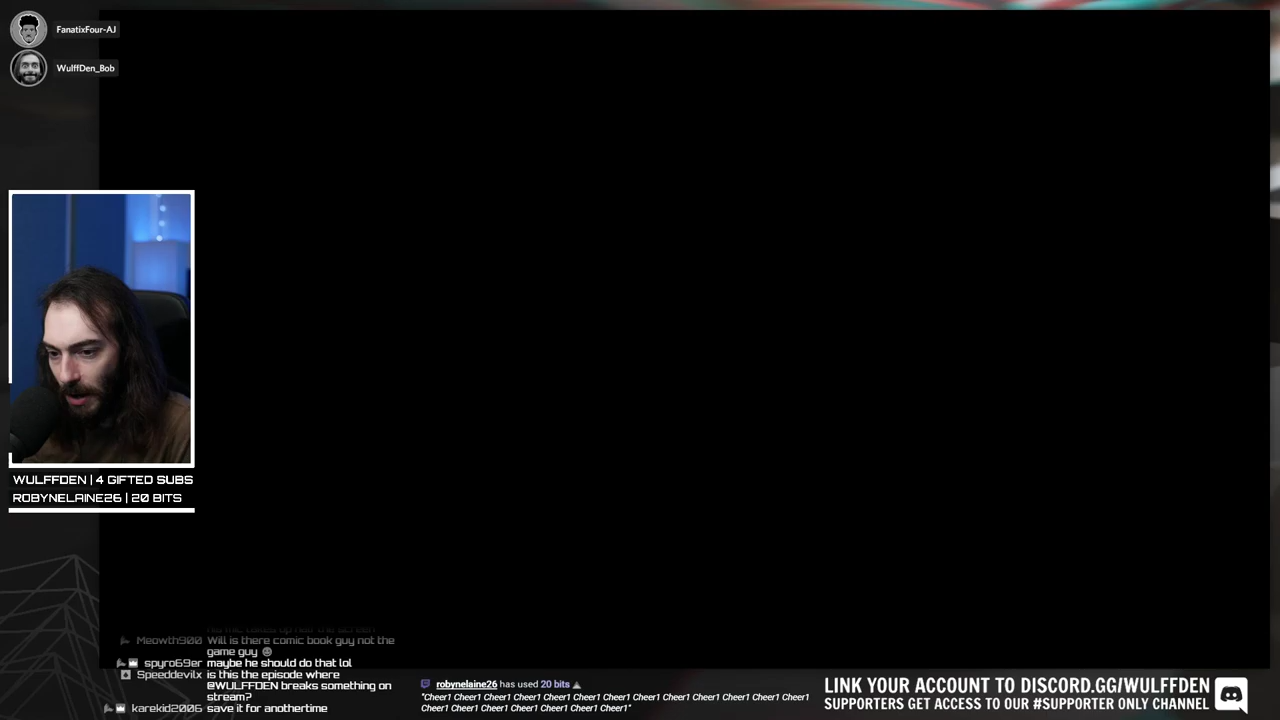 FanatixFour-AJ
WulffDen_Bob
WULFFDEN | 4 GIFTED SUBS
ROBYNELAINE26 | 20 BITS
Meowth900 Will is there comic book guy not the
game guy
spyro69er maybe he should do that lol
Speeddevilx is this the episode where
@WULFFDEN breaks something on
stream?
karekid2006 save it for anothertime
robynelaine26 has used 20 bits
"Cheer1 Cheer1 Cheer1 Cheer1 Cheer1 Cheer1 Cheer1 Cheer1 Cheer1 Cheer1 Cheer1 Cheer1 Cheer1
Cheer1 Cheer1 Cheer1 Cheer1 Cheer1 Cheer1 Cheer1"
LINK YOUR ACCOUNT TO DISCORD.GG/WULFFDEN
SUPPORTERS GET ACCESS TO OUR #SUPPORTER ONLY CHANNEL